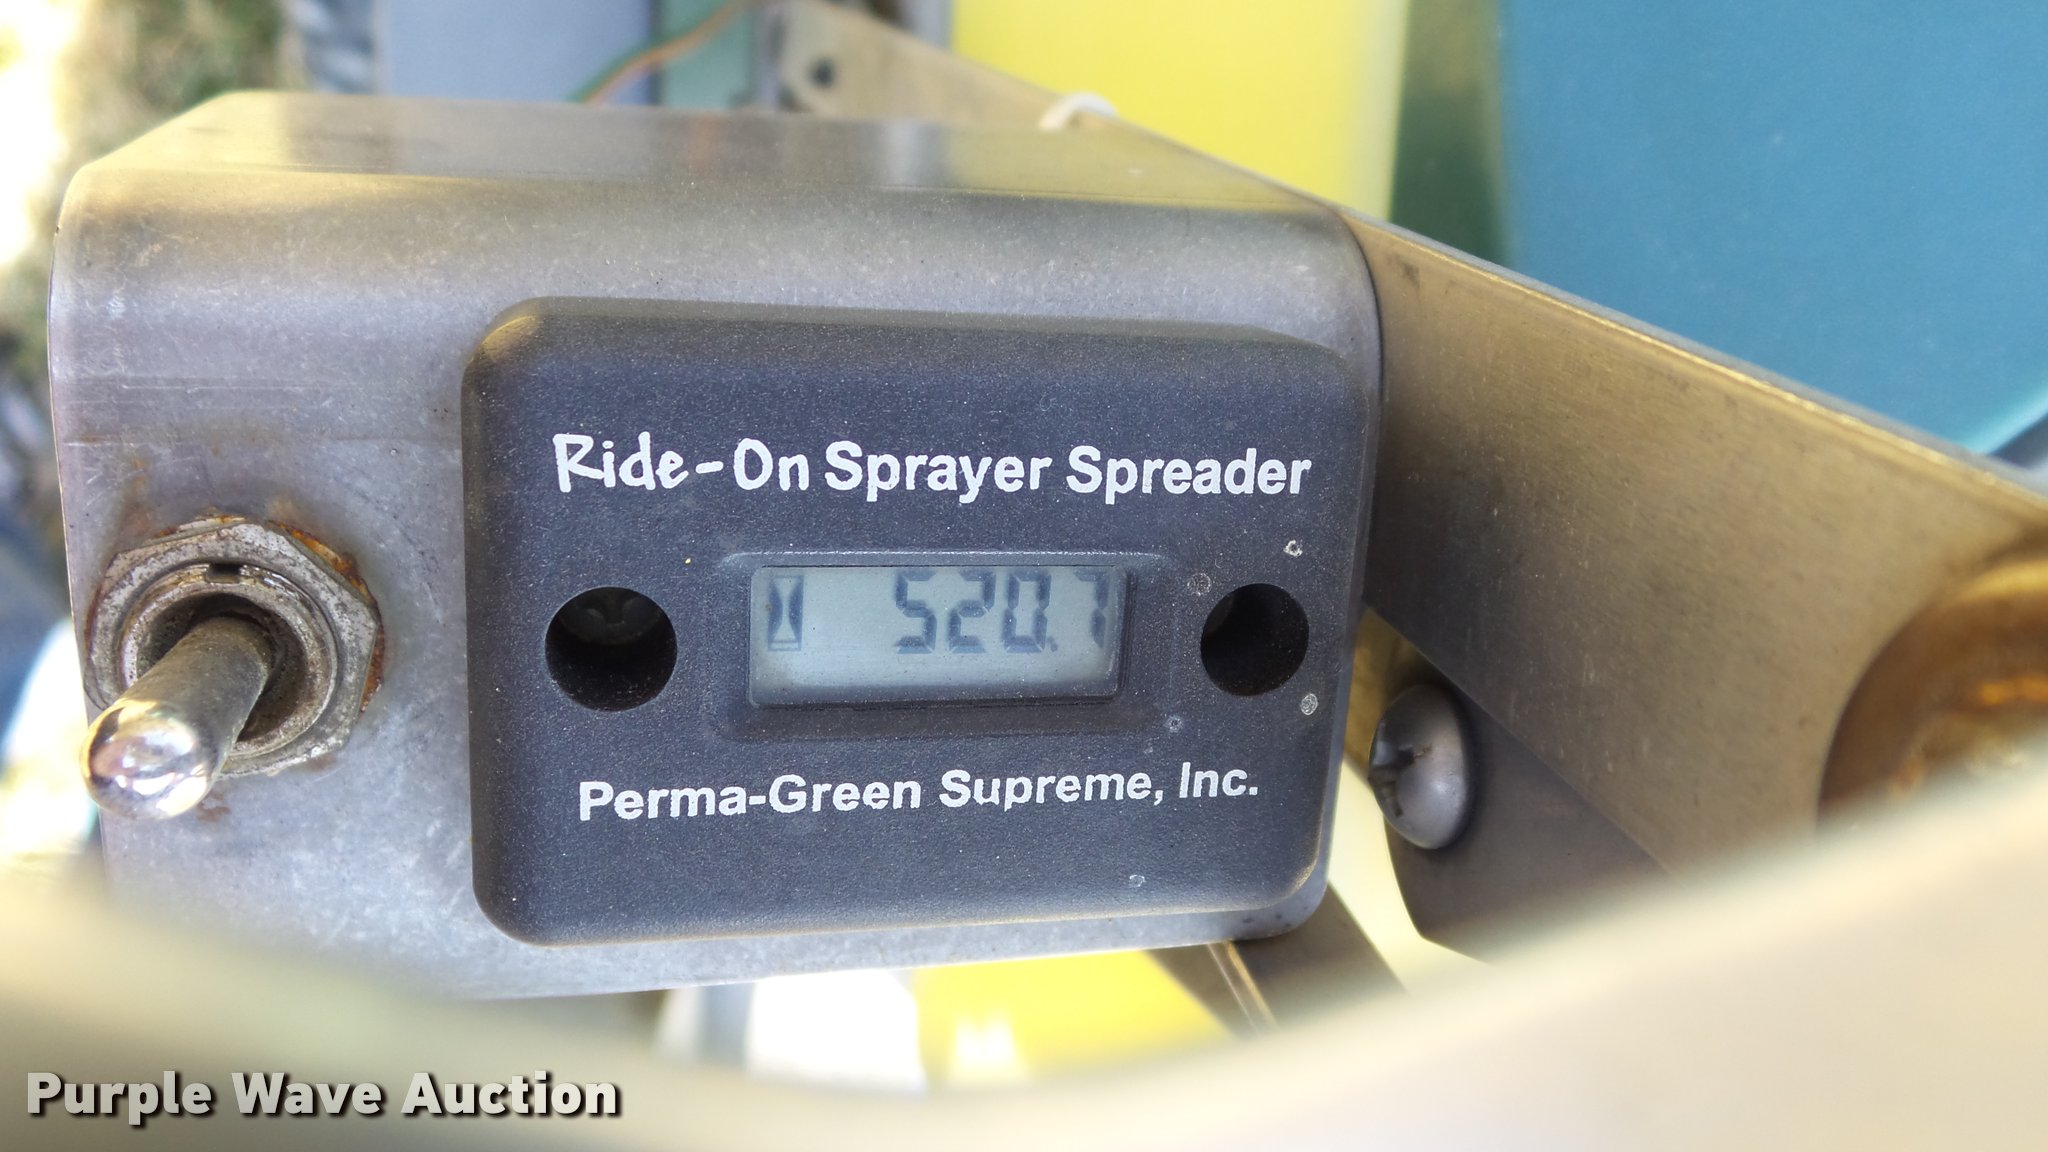 Ride-On Sprayer Spreader
520.7
Perma-Green Supreme, Inc.
Purple Wave Auction